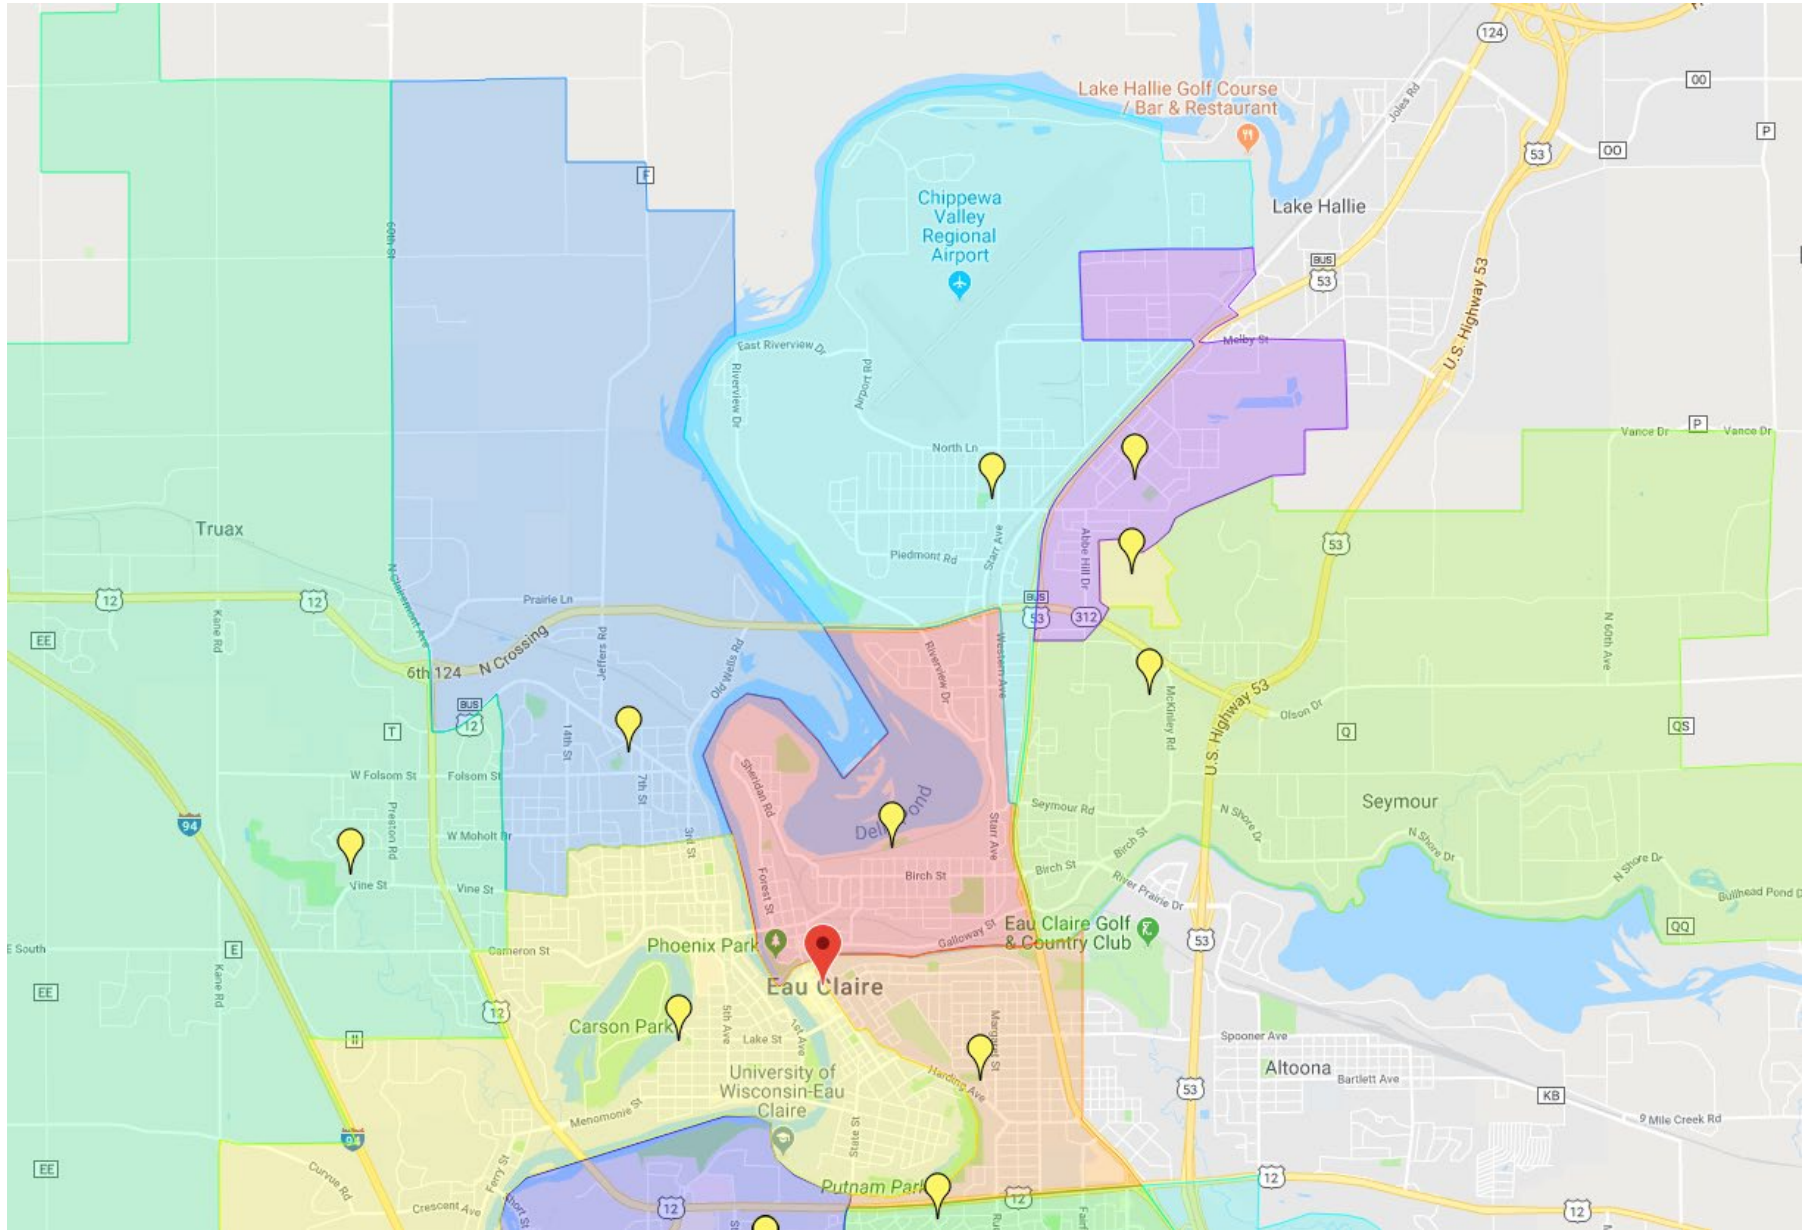 124
OO
P
Lake Hallie Golf Course
/ Bar & Restaurant
Joles Rd
53
OO
F
Chippewa
Valley
Regional
Airport
Lake Hallie
60th St
BUS
53
U.S. Highway 53
East Riverview Dr
Melby St
Riverview Dr
Airport Rd
P
Vance Dr
Vance Dr
North Ln
Truax
Starr Ave
Piedmont Rd
Abbe Hill Dr
53
N Clairemont Ave
12
12
Prairie Ln
BUS
53
312
Kane Rd
EE
N Crossing
Jeffers Rd
Old Wells Rd
Riverview Dr
Western Ave
N 60th Ave
6th 124
McKinley Rd
U.S. Highway 53
Olson Dr
BUS
12
T
14th St
Q
QS
W Folsom St
Folsom St
7th St
Sheridan Rd
Seymour Rd
Seymour
94
Preston Rd
W Moholt Dr
3rd St
Starr Ave
Birch St
N Shore Dr
N Shore Dr
N Shore Dr
Vine St
Vine St
Forest St
Birch St
Birch St
River Prairie Dr
Bullhead Pond D
E South
E
Cameron St
Phoenix Park
Galloway St
Eau Claire Golf
& Country Club
53
QQ
Kane Rd
EE
Eau Claire
12
Carson Park
5th Ave
1st Ave
Lake St
Margaret St
Spooner Ave
Altoona
Bartlett Ave
University of
Wisconsin-Eau
Claire
Harding Ave
53
KB
9 Mile Creek Rd
Menomonie St
State St
94
EE
Curvue Rd
Ferry St
Short St
Crescent Ave
12
Putnam Park
12
12
12